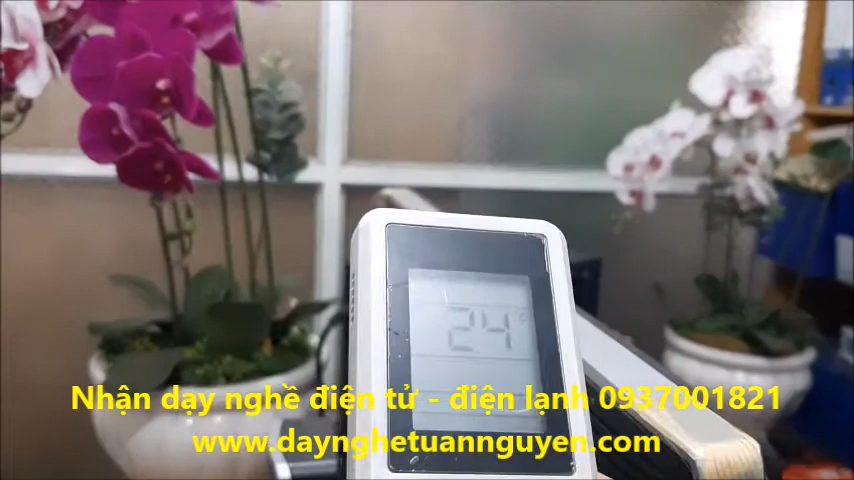 24°
Nhận dạy nghề điện tử - điện lạnh 0937001821
www.daynghetuannguyen.com